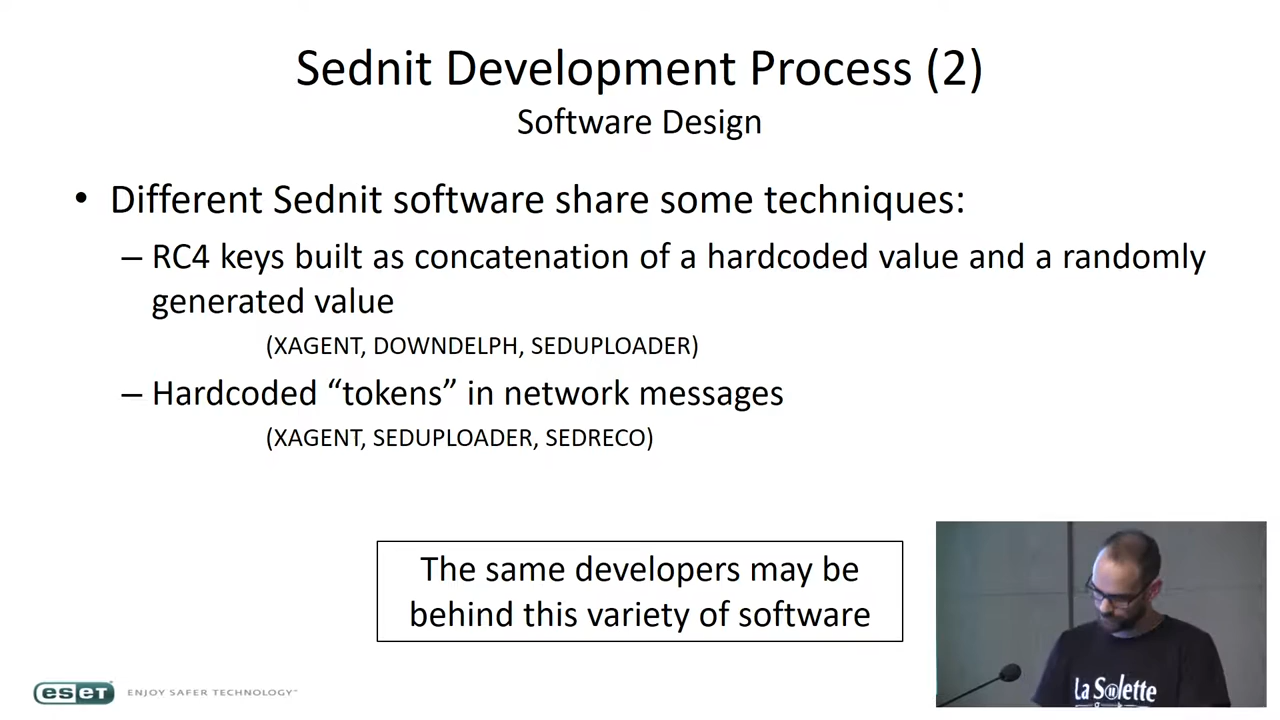 Sednit Development Process (2)
Software Design
• Different Sednit software share some techniques:
– RC4 keys built as concatenation of a hardcoded value and a randomly
generated value
(XAGENT, DOWNDELPH, SEDUPLOADER)
– Hardcoded “tokens” in network messages
(XAGENT, SEDUPLOADER, SEDRECO)
The same developers may be
behind this variety of software
La S@lette
eset ENJOY SAFER TECHNOLOGY™